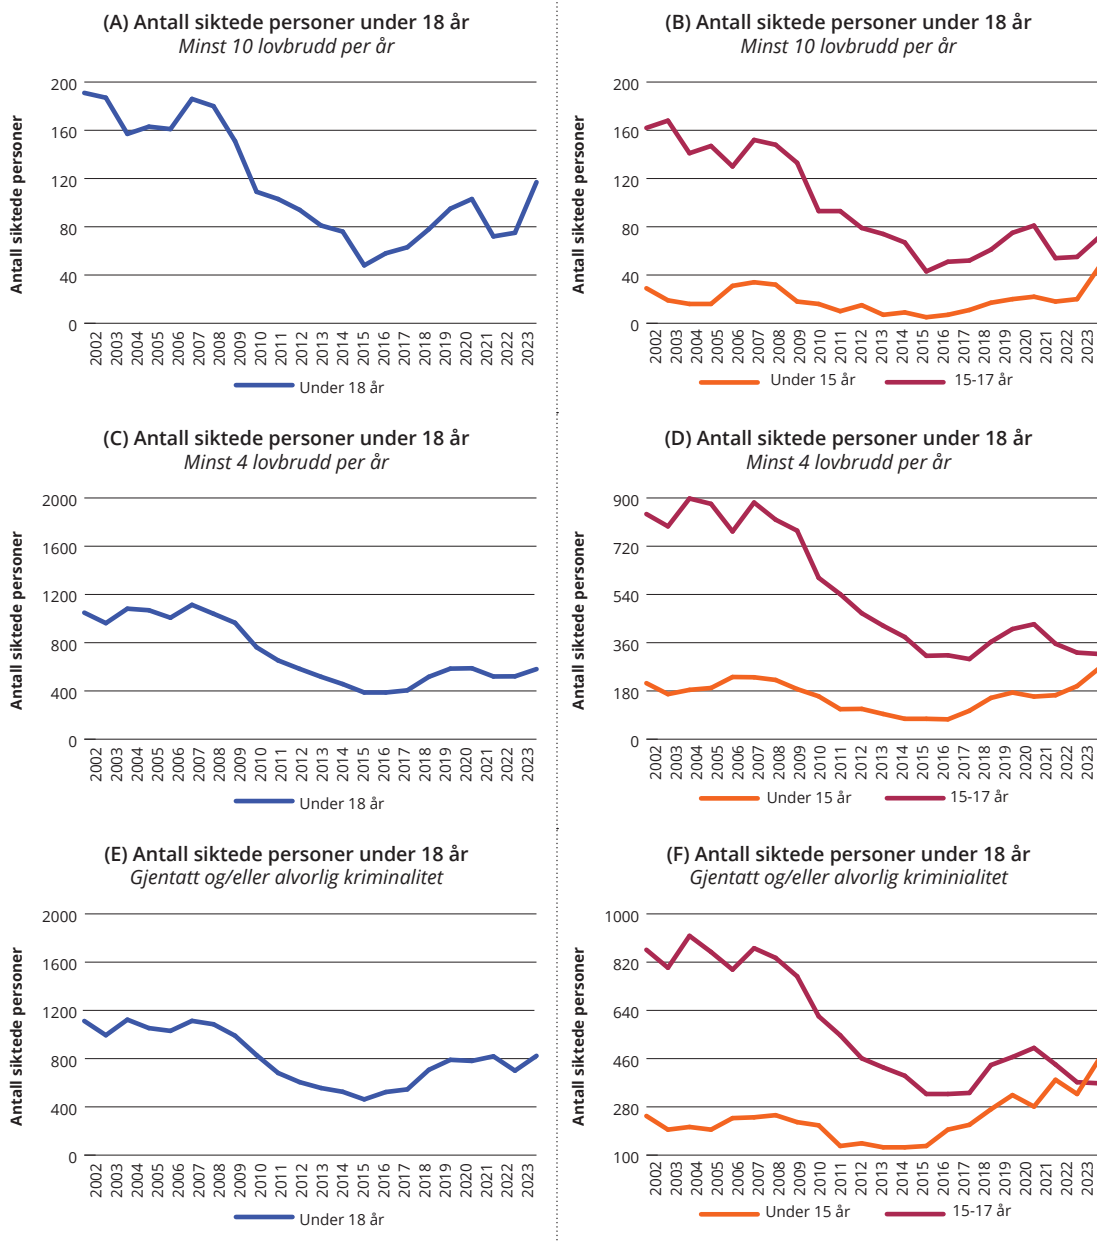 (A) Antall siktede personer under 18 år
Minst 10 lovbrudd per år
Antall siktede personer
200
160
120
80
40
0
2002 2003 2004 2005 2006 2007 2008 2009 2010 2011 2012 2013 2014 2015 2016 2017 2018 2019 2020 2021 2022 2023
Under 18 år
(B) Antall siktede personer under 18 år
Minst 10 lovbrudd per år
Antall siktede personer
200
160
120
80
40
0
2002 2003 2004 2005 2006 2007 2008 2009 2010 2011 2012 2013 2014 2015 2016 2017 2018 2019 2020 2021 2022 2023
Under 15 år 15-17 år
(C) Antall siktede personer under 18 år
Minst 4 lovbrudd per år
Antall siktede personer
2000
1600
1200
800
400
0
2002 2003 2004 2005 2006 2007 2008 2009 2010 2011 2012 2013 2014 2015 2016 2017 2018 2019 2020 2021 2022 2023
Under 18 år
(D) Antall siktede personer under 18 år
Minst 4 lovbrudd per år
Antall siktede personer
900
720
540
360
180
0
2002 2003 2004 2005 2006 2007 2008 2009 2010 2011 2012 2013 2014 2015 2016 2017 2018 2019 2020 2021 2022 2023
Under 15 år 15-17 år
(E) Antall siktede personer under 18 år
Gjentatt og/eller alvorlig kriminalitet
Antall siktede personer
2000
1600
1200
800
400
0
2002 2003 2004 2005 2006 2007 2008 2009 2010 2011 2012 2013 2014 2015 2016 2017 2018 2019 2020 2021 2022 2023
Under 18 år
(F) Antall siktede personer under 18 år
Gjentatt og/eller alvorlig kriminialitet
Antall siktede personer
1000
820
640
460
280
100
2002 2003 2004 2005 2006 2007 2008 2009 2010 2011 2012 2013 2014 2015 2016 2017 2018 2019 2020 2021 2022 2023
Under 15 år 15-17 år